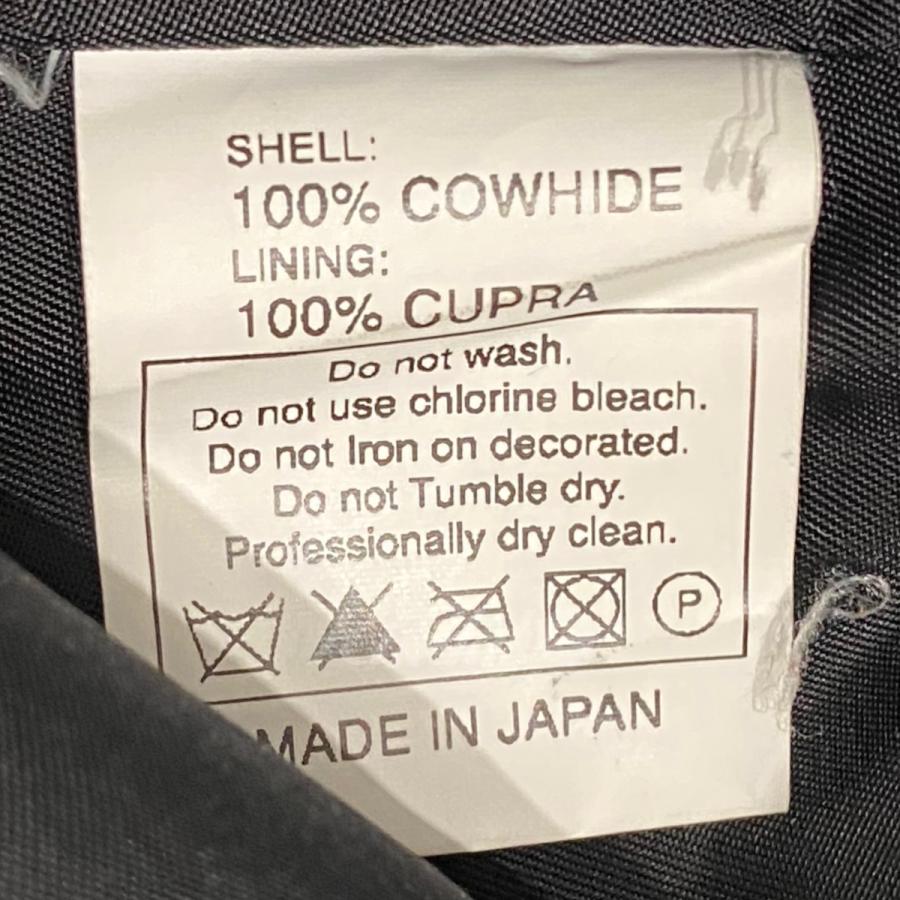 SHELL:
100% COWHIDE
LINING:
100% CUPRA
Do not wash.
Do not use chlorine bleach.
Do not Iron on decorated.
Do not Tumble dry.
Professionally dry clean.
P
MADE IN JAPAN